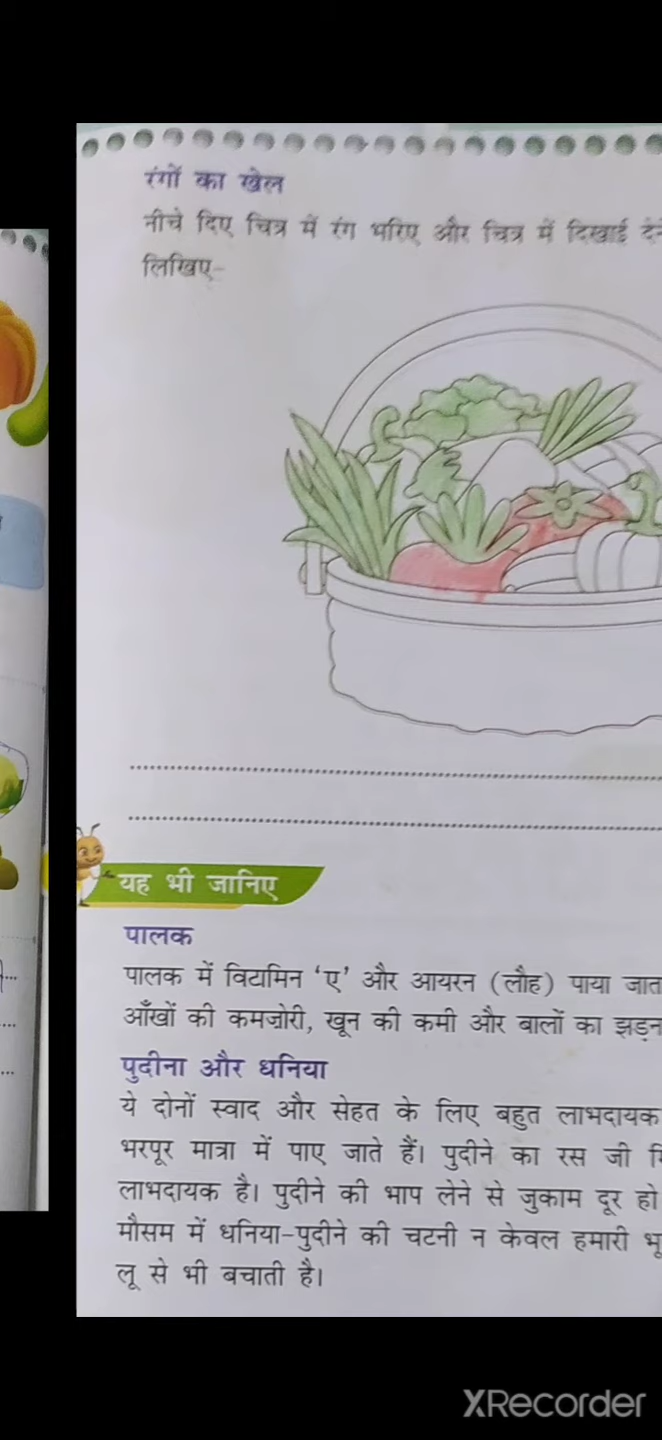 रंगों का खेल
नीचे दिए चित्र में रंग भरिए और चित्र में दिखाई
लिखिए-
यह भी जानिए
पालक
पालक में विटामिन ‘ए’ और आयरन (लौह) पाया जात
आँखों की कमजोरी, खून की कमी और बालों का झड़न
पुदीना और धनिया
ये दोनों स्वाद और सेहत के लिए बहुत लाभदायक
भरपूर मात्रा में पाए जाते हैं। पुदीने का रस जी
लाभदायक है। पुदीने की भाप लेने से जुकाम दूर हो
मौसम में धनिया-पुदीने की चटनी न केवल हमारी भू
लू से भी बचाती है।
XRecorder